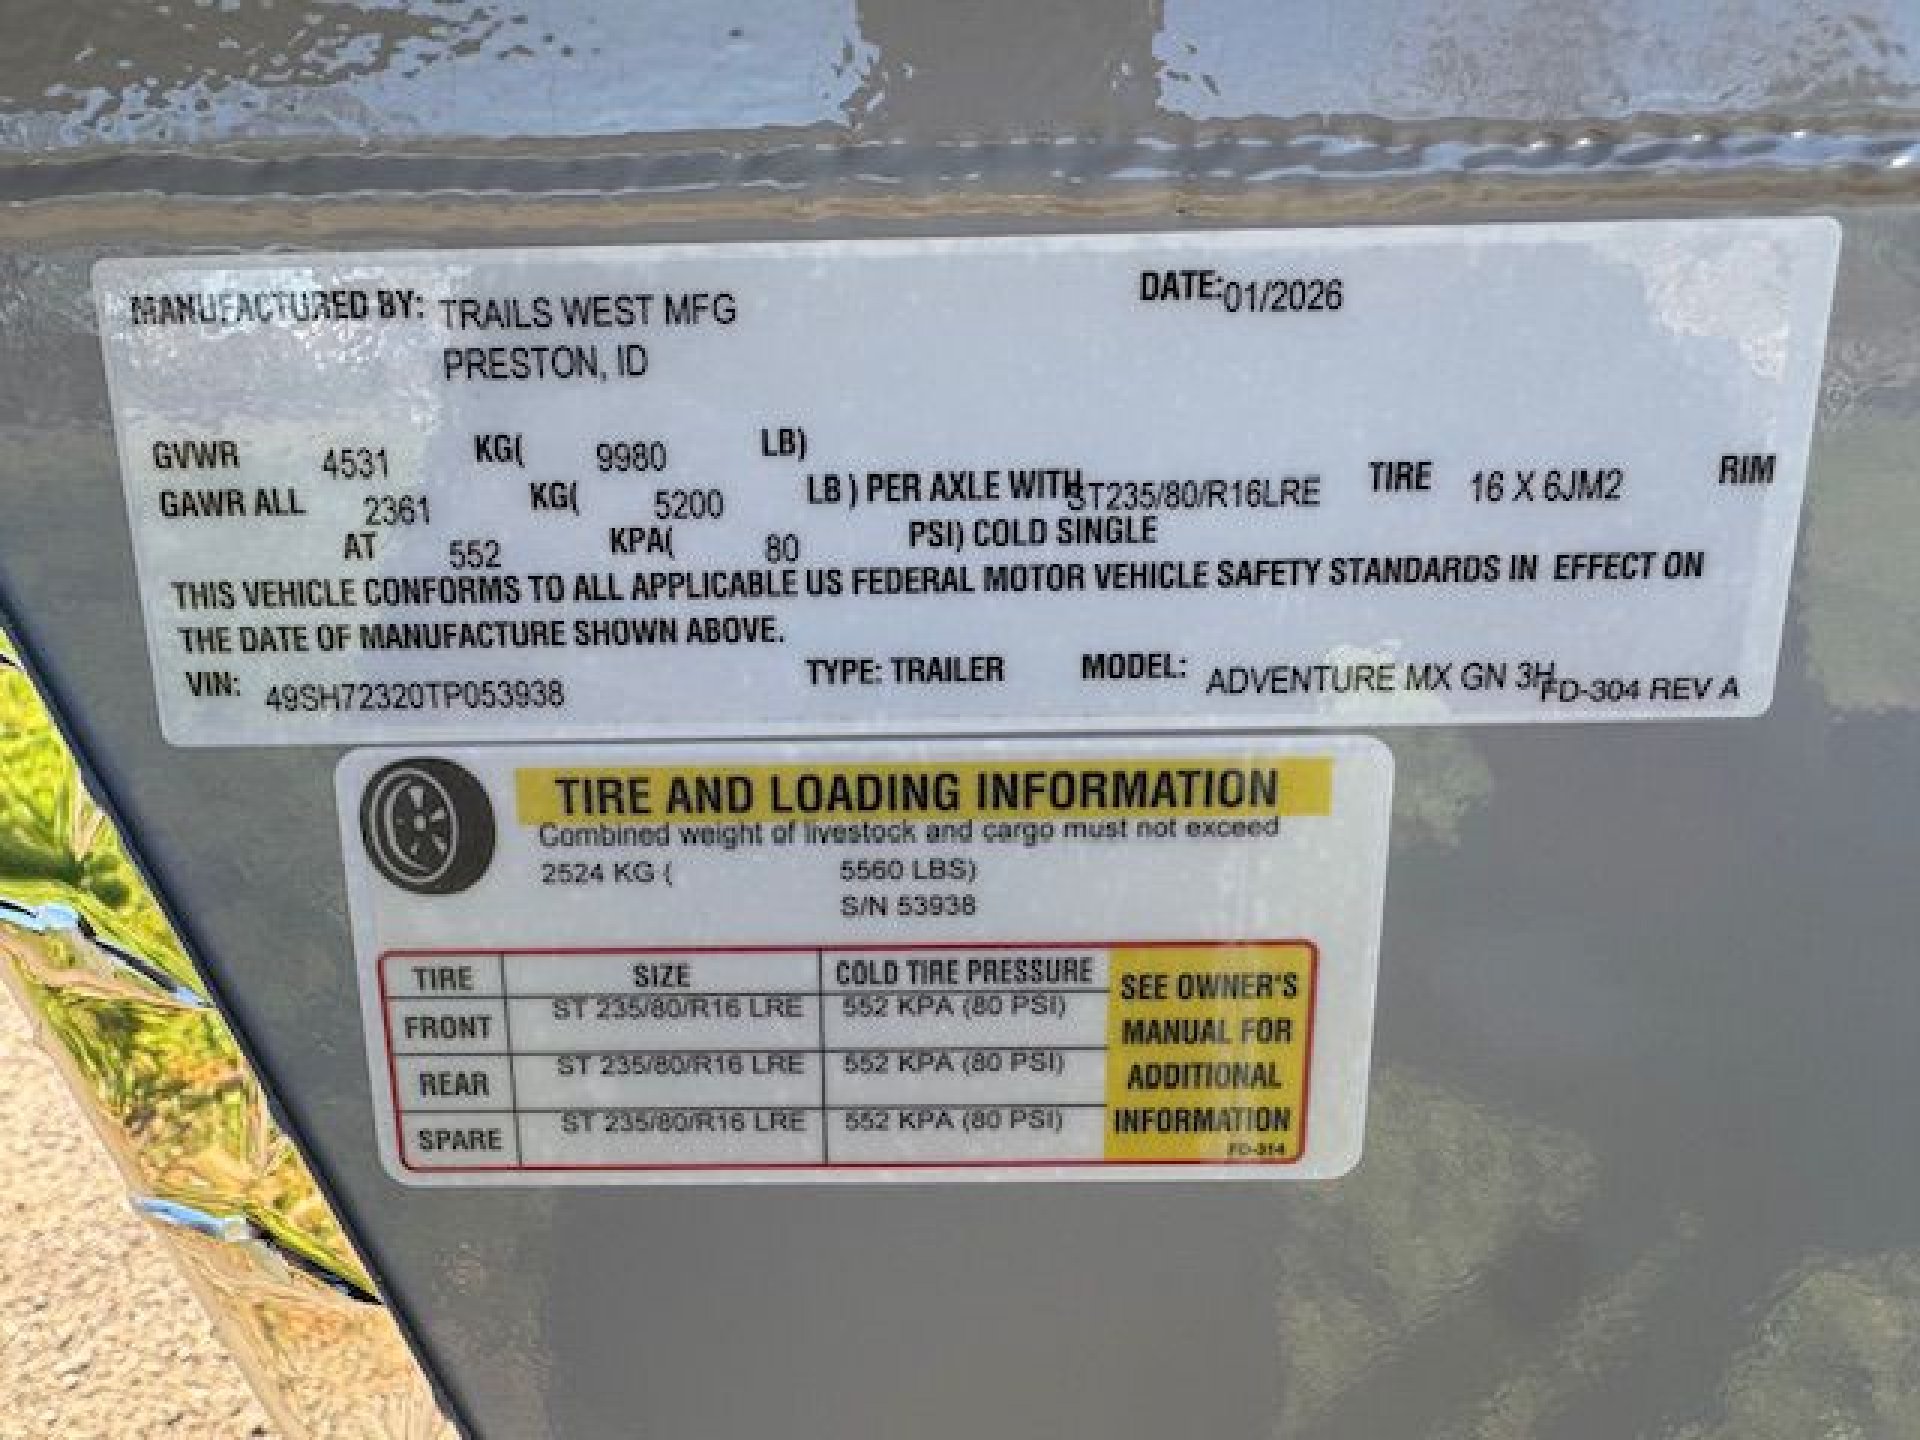 MANUFACTURED BY: TRAILS WEST MFG DATE: 01/2026
PRESTON, ID
GVWR 4531 KG( 9980 LB)
GAWR ALL 2361 KG( 5200 LB ) PER AXLE WITH ST235/80/R16LRE TIRE 16 X 6JM2 RIM
AT 552 KPA( 80 PSI) COLD SINGLE
THIS VEHICLE CONFORMS TO ALL APPLICABLE US FEDERAL MOTOR VEHICLE SAFETY STANDARDS IN EFFECT ON
THE DATE OF MANUFACTURE SHOWN ABOVE.
VIN: 49SH72320TP053938 TYPE: TRAILER MODEL: ADVENTURE MX GN 3H FD-304 REV A
TIRE AND LOADING INFORMATION
Combined weight of livestock and cargo must not exceed
2524 KG ( 5560 LBS)
S/N 53938
TIRE SIZE COLD TIRE PRESSURE
FRONT ST 235/80/R16 LRE 552 KPA (80 PSI)
REAR ST 235/80/R16 LRE 552 KPA (80 PSI)
SPARE ST 235/80/R16 LRE 552 KPA (80 PSI)
SEE OWNER'S
MANUAL FOR
ADDITIONAL
INFORMATION
FD-314